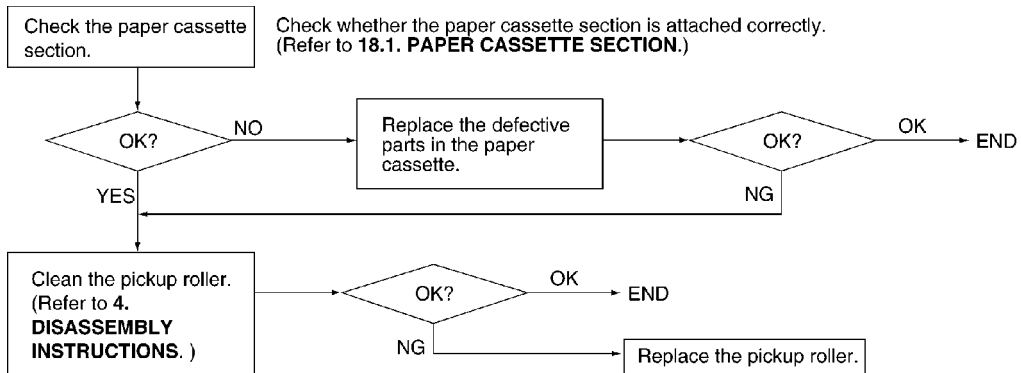 Check the paper cassette
section.
Check whether the paper cassette section is attached correctly.
(Refer to 18.1. PAPER CASSETTE SECTION.)
OK?
NO
Replace the defective
parts in the paper
cassette.
OK?
OK
END
YES
NG
Clean the pickup roller.
(Refer to 4.
DISASSEMBLY
INSTRUCTIONS. )
OK?
OK
END
NG
Replace the pickup roller.